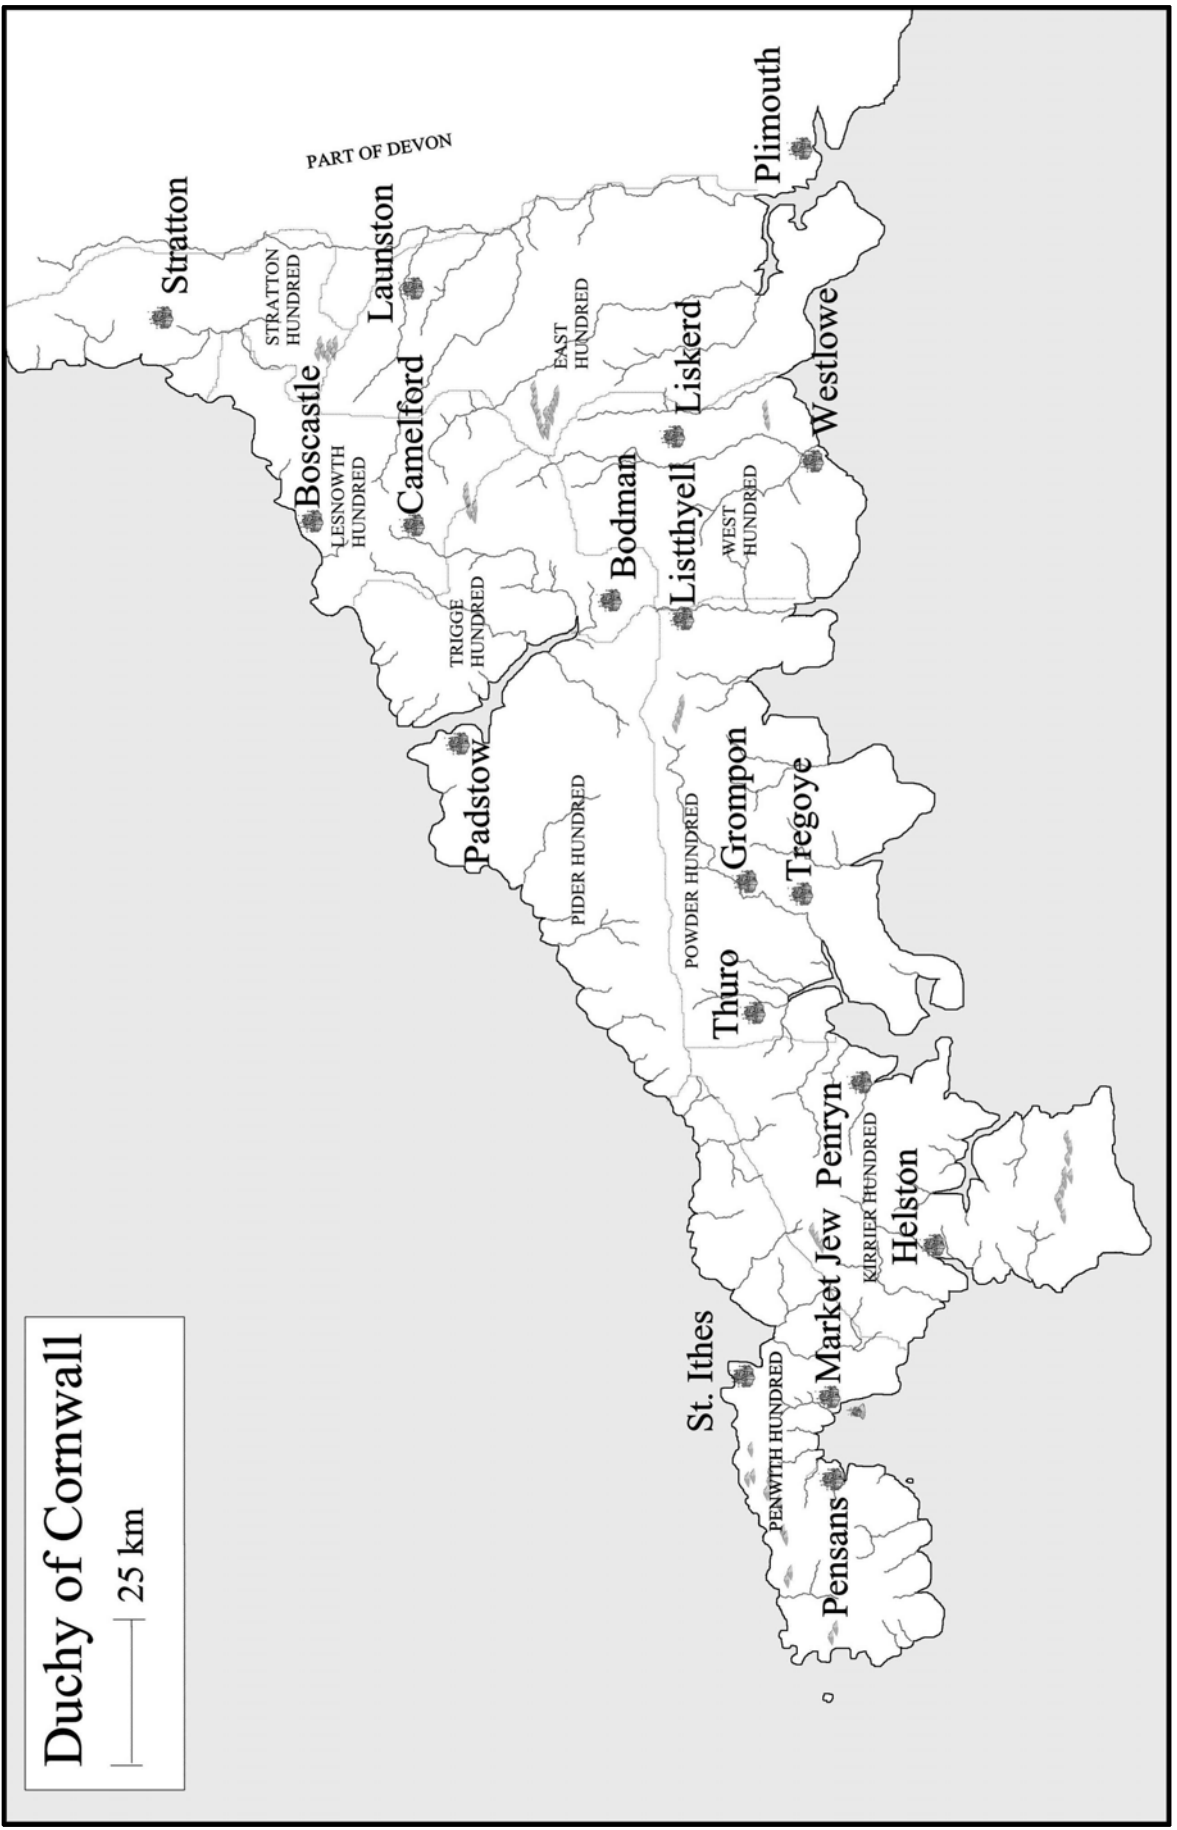 Duchy of Cornwall
25 km
PART OF DEVON
Stratton
STRATTON
HUNDRED
Launston
Boscastle
LESNOWTH
HUNDRED
Camelford
EAST
HUNDRED
Plimouth
Liskerd
Westlowe
WEST
HUNDRED
Bodman
Listthyell
TRIGGE
HUNDRED
Padstow
PIDER HUNDRED
POWDER HUNDRED
Grompon
Tregoye
Thuro
Penryn
KIRRIER HUNDRED
Helston
Market Jew
St. Ithes
PENWITH HUNDRED
Pensans